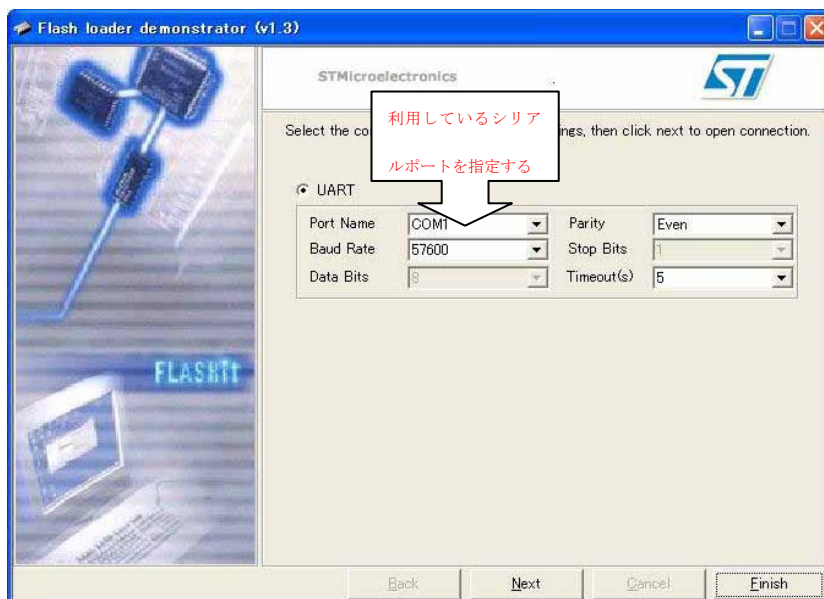 Flash loader demonstrator (v1.3)
STMicroelectronics
ST
利用しているシリア
ルポートを指定する
Select the co ngs, then click next to open connection.
UART
Port Name COM1 Parity Even
Baud Rate 57600 Stop Bits 1
Data Bits 8 Timeout(s) 5
FLASHit
Back Next Cancel Finish